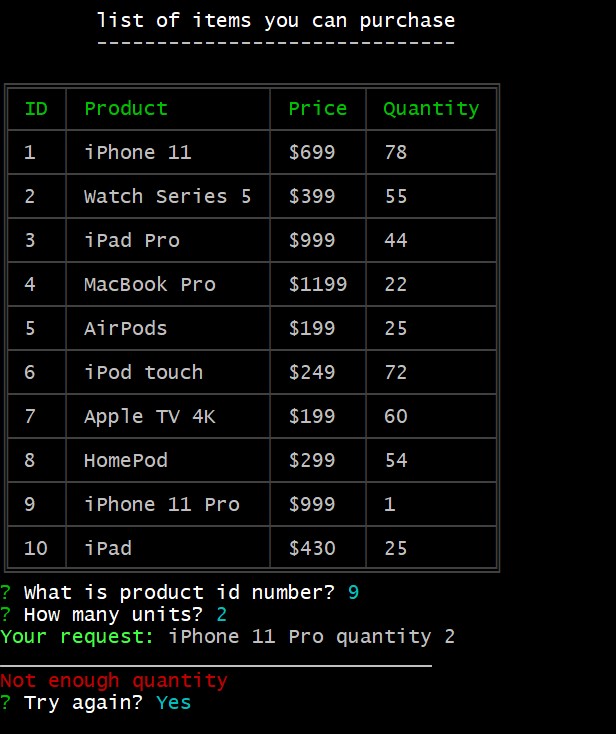 list of items you can purchase
------------------------------
ID Product Price Quantity
1 iPhone 11 $699 78
2 Watch Series 5 $399 55
3 iPad Pro $999 44
4 MacBook Pro $1199 22
5 AirPods $199 25
6 iPod touch $249 72
7 Apple TV 4K $199 60
8 HomePod $299 54
9 iPhone 11 Pro $999 1
10 iPad $430 25
? What is product id number? 9
? How many units? 2
Your request: iPhone 11 Pro quantity 2
____________________________________
Not enough quantity
? Try again? Yes